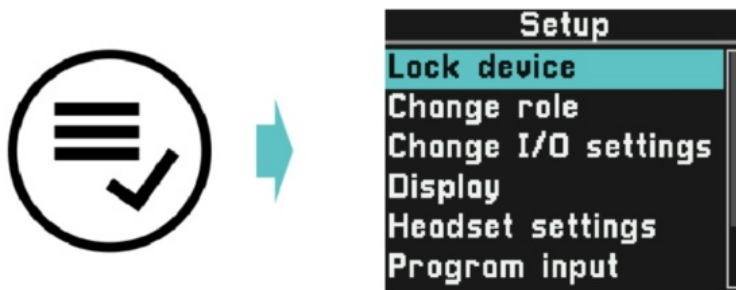 Setup
Lock device
Change role
Change I/O settings
Display
Headset settings
Program input